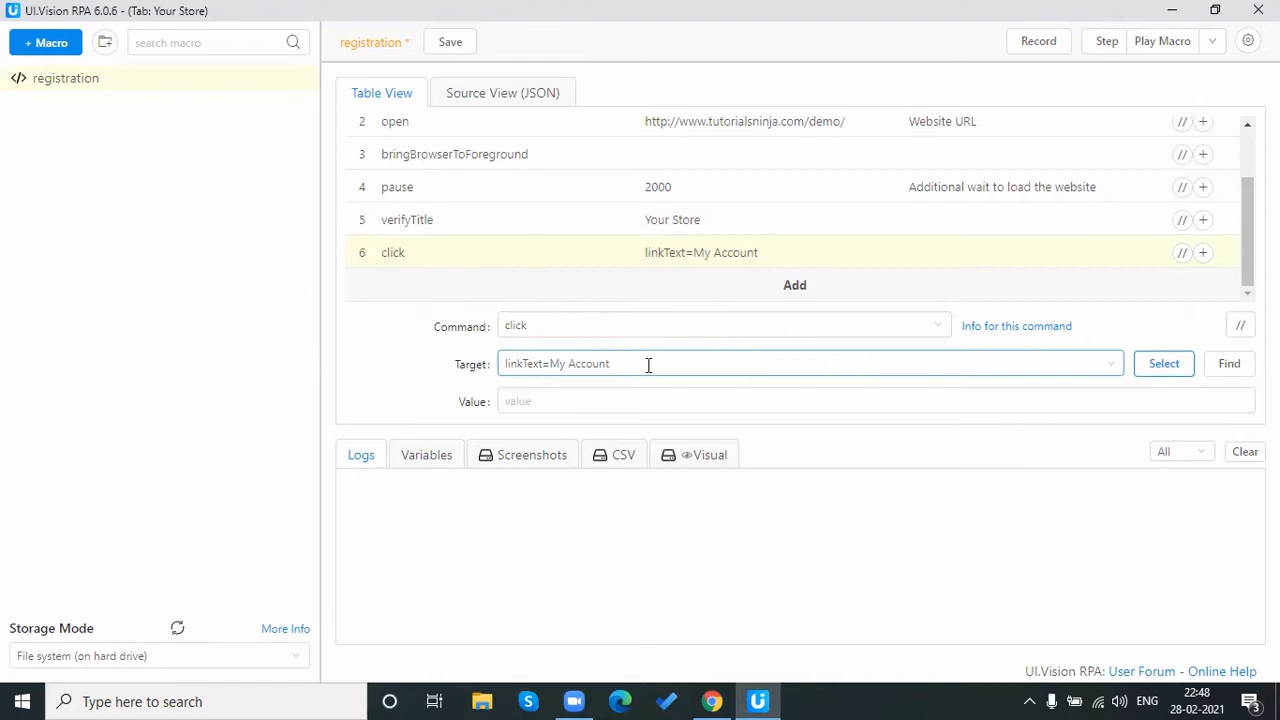 UI.Vision RPA 6.0.6 - (Tab: Your Store)
+ Macro
search macro
registration *
Save
Record
Step
Play Macro
</> registration
Table View
Source View (JSON)
2 open http://www.tutorialsninja.com/demo/ Website URL // +
3 bringBrowserToForeground // +
4 pause 2000 Additional wait to load the website // +
5 verifyTitle Your Store // +
6 click linkText=My Account // +
Add
Command: click Info for this command //
Target: linkText=My Account Select Find
Value: value
Logs Variables Screenshots CSV Visual All Clear
Storage Mode More Info
File system (on hard drive)
UI.Vision RPA: User Forum - Online Help
Type here to search
ENG
22:48
28-02-2021
3